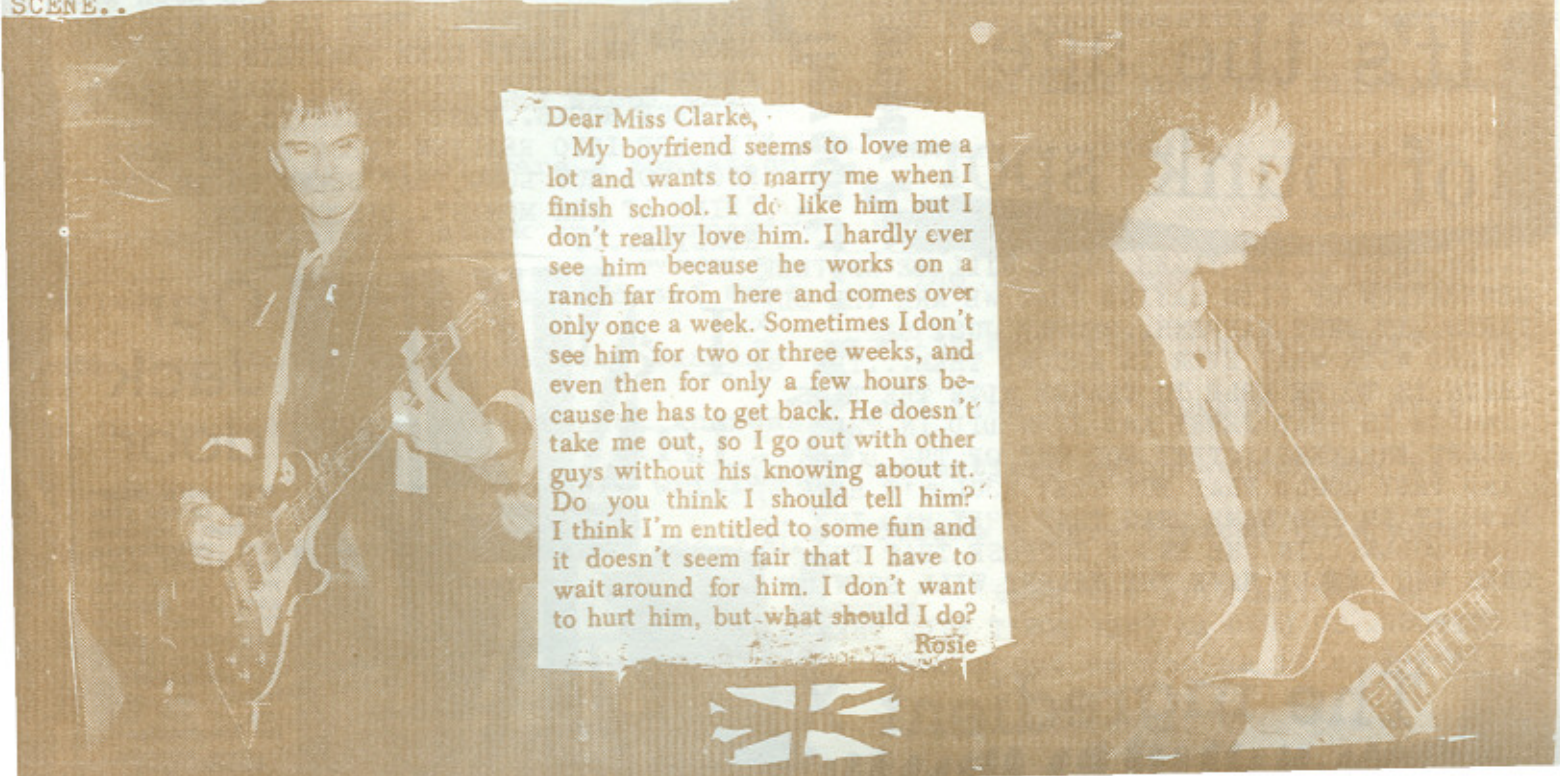 SCENE..
Dear Miss Clarke,
My boyfriend seems to love me a
lot and wants to marry me when I
finish school. I do like him but I
don't really love him. I hardly ever
see him because he works on a
ranch far from here and comes over
only once a week. Sometimes I don't
see him for two or three weeks, and
even then for only a few hours be-
cause he has to get back. He doesn't
take me out, so I go out with other
guys without his knowing about it.
Do you think I should tell him?
I think I'm entitled to some fun and
it doesn't seem fair that I have to
wait around for him. I don't want
to hurt him, but what should I do?
Rosie